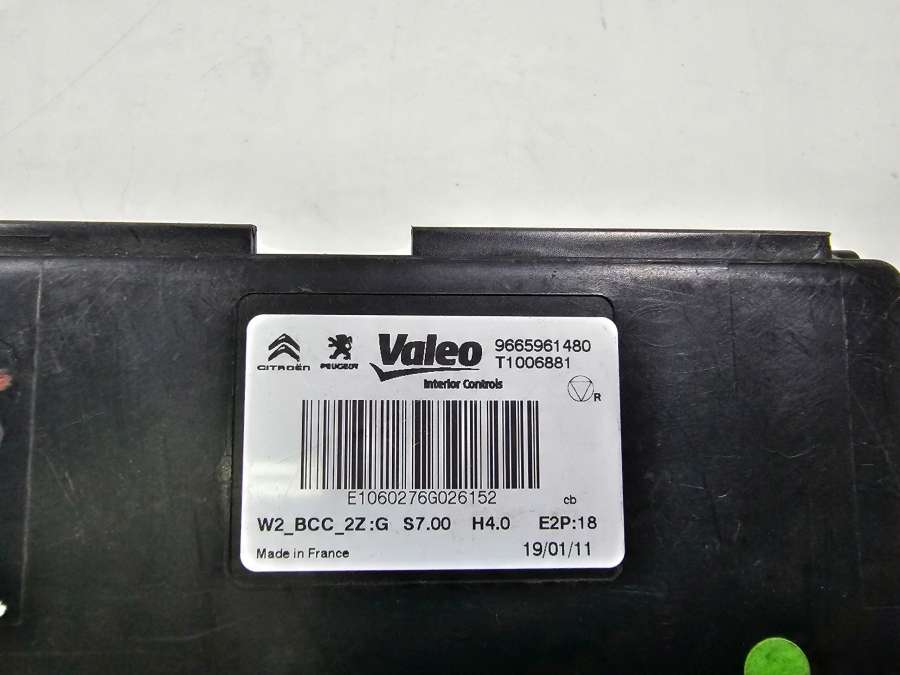 CITROËN PEUGEOT Valeo 9665961480
T1006881
Interior Controls
R
E1060276G026152 cb
W2_BCC_2Z:G S7.00 H4.0 E2P:18
Made in France 19/01/11